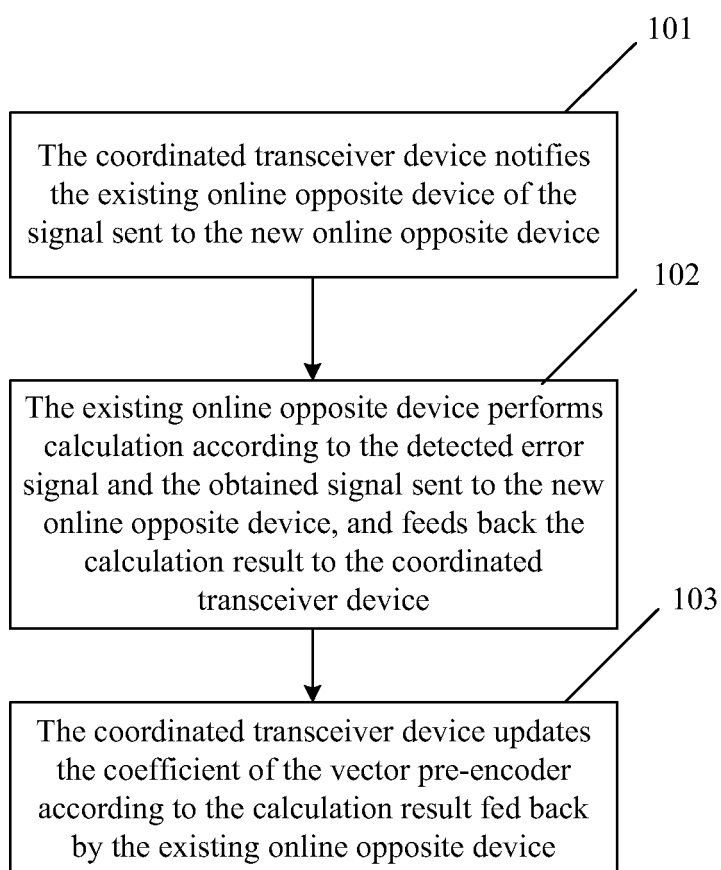 101
The coordinated transceiver device notifies
the existing online opposite device of the
signal sent to the new online opposite device
102
The existing online opposite device performs
calculation according to the detected error
signal and the obtained signal sent to the new
online opposite device, and feeds back the
calculation result to the coordinated
transceiver device
103
The coordinated transceiver device updates
the coefficient of the vector pre-encoder
according to the calculation result fed back
by the existing online opposite device